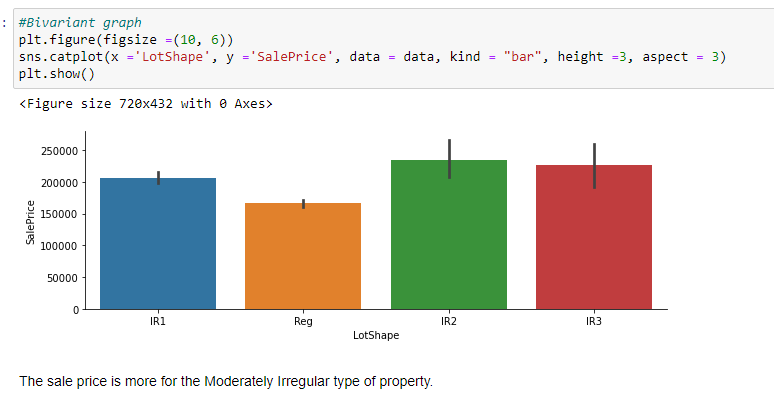 :
#Bivariant graph
plt.figure(figsize =(10, 6))
sns.catplot(x ='LotShape', y ='SalePrice', data = data, kind = "bar", height =3, aspect = 3)
plt.show()
<Figure size 720x432 with 0 Axes>
250000
200000
150000
100000
50000
0
SalePrice
IR1 Reg IR2 IR3
LotShape
The sale price is more for the Moderately Irregular type of property.